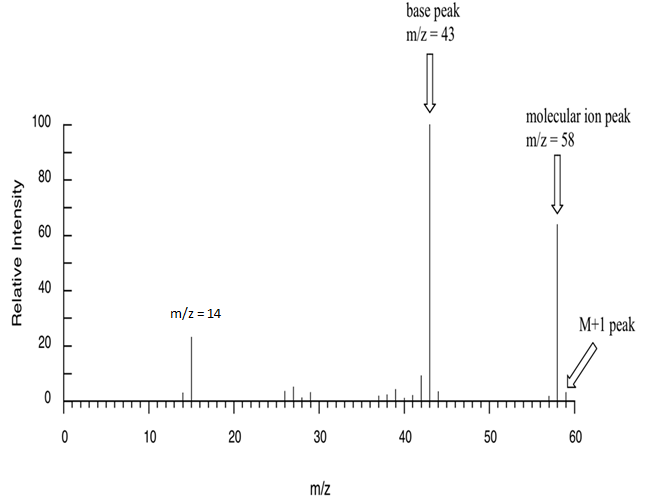 base peak
m/z = 43
molecular ion peak
m/z = 58
M+1 peak
m/z = 14
Relative Intensity
100
80
60
40
20
0
0 10 20 30 40 50 60
m/z